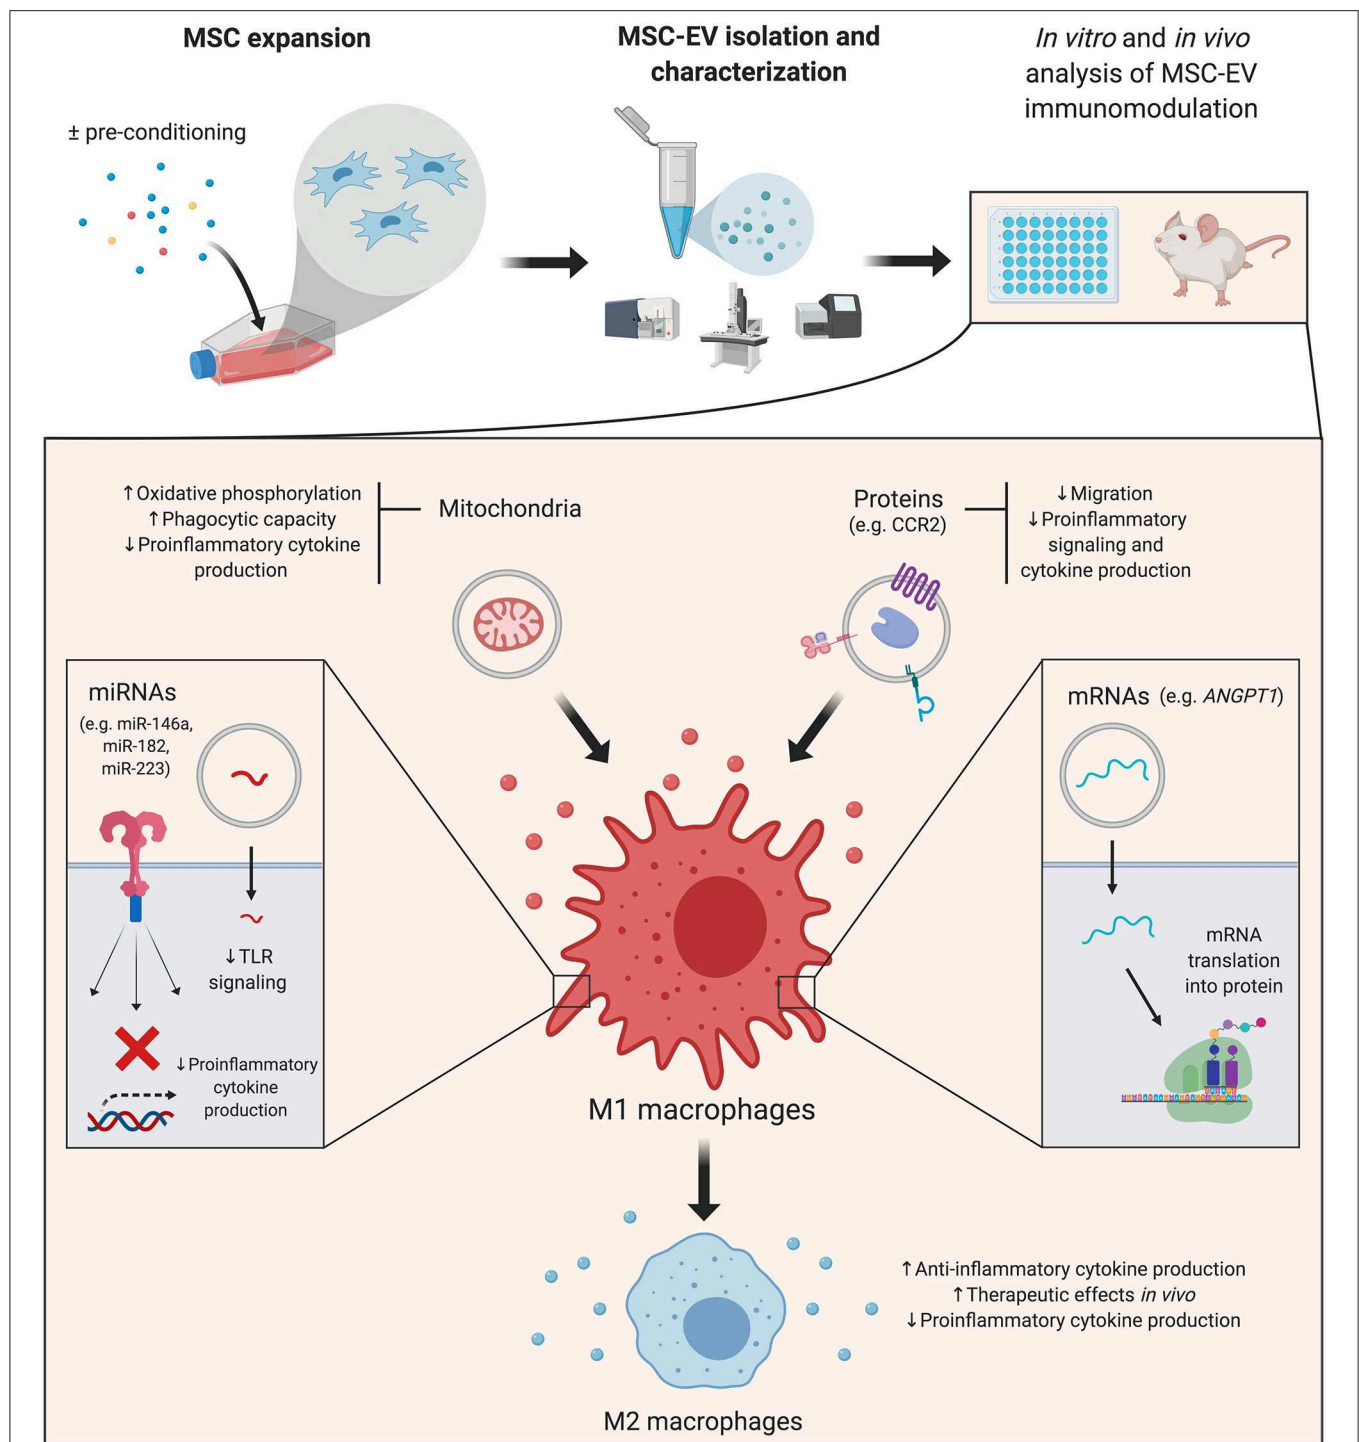 MSC expansion
MSC-EV isolation and
characterization
In vitro and in vivo
analysis of MSC-EV
immunomodulation
± pre-conditioning
↑Oxidative phosphorylation
↑Phagocytic capacity
↓Proinflammatory cytokine
production
Mitochondria
Proteins
(e.g. CCR2)
↓Migration
↓Proinflammatory
signaling and
cytokine production
miRNAs
(e.g. miR-146a,
miR-182,
miR-223)
↓TLR
signaling
↓Proinflammatory
cytokine
production
mRNAs (e.g. ANGPT1)
mRNA
translation
into protein
M1 macrophages
↑Anti-inflammatory cytokine production
↑Therapeutic effects in vivo
↓Proinflammatory cytokine production
M2 macrophages